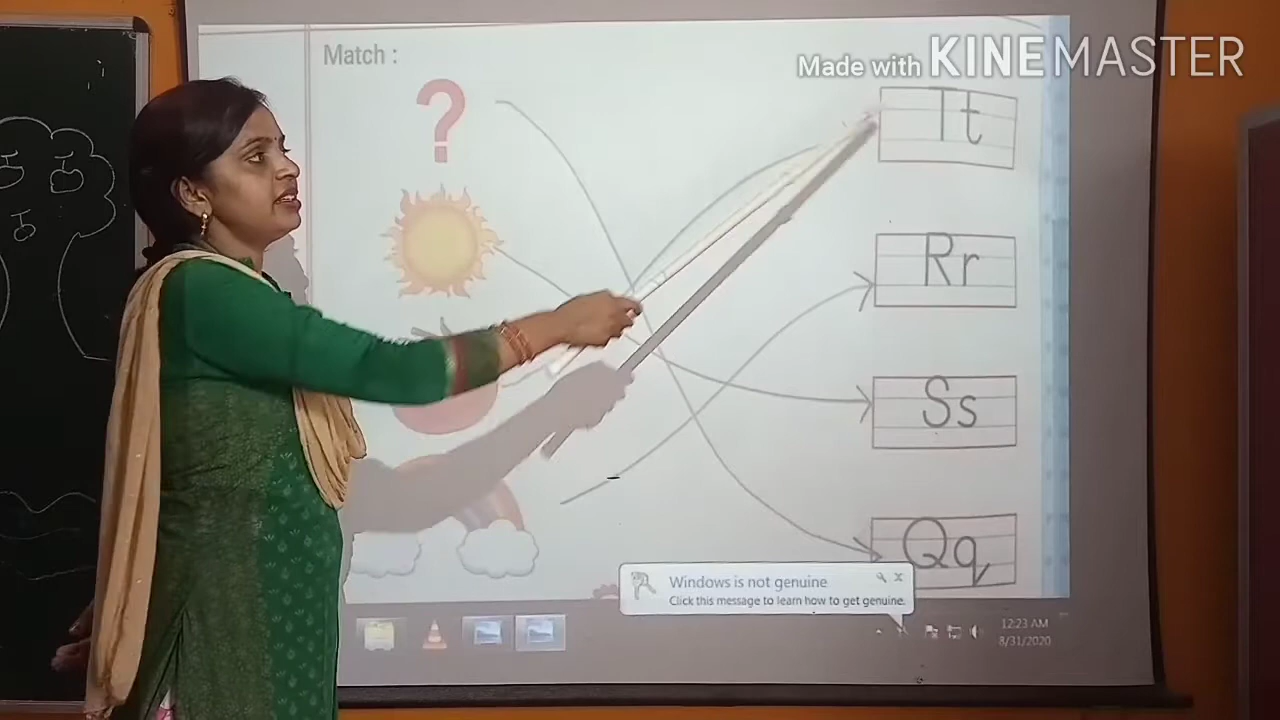 Made with KINEMASTER
Match :
?
Tt
Rr
Ss
Qq
Windows is not genuine
Click this message to learn how to get genuine.
12:23 AM
8/31/2020